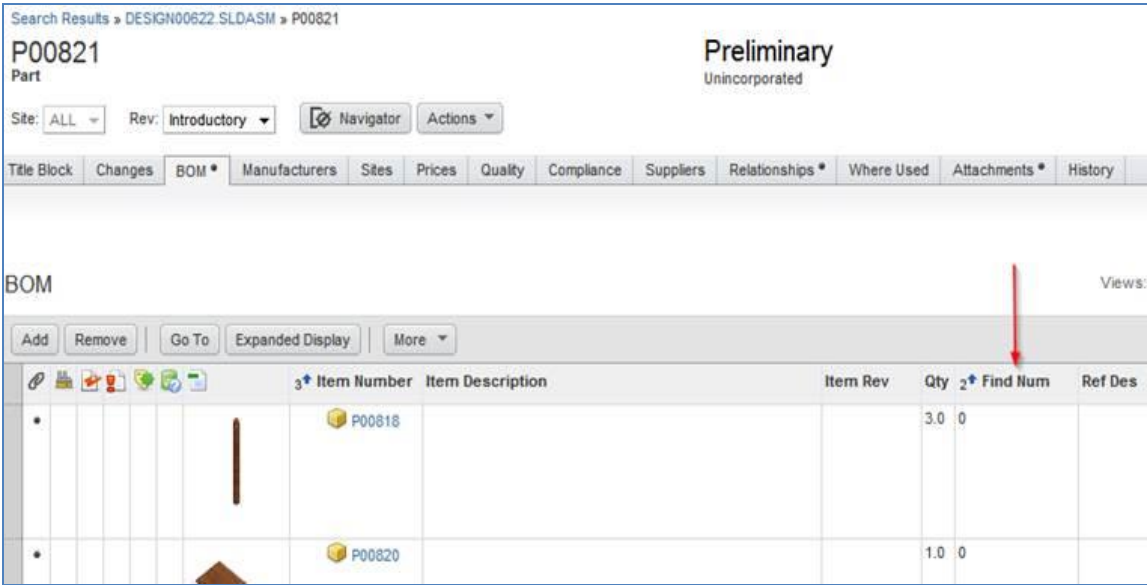 Search Results » DESIGN00622.SLDASM » P00821
P00821
Part
Preliminary
Unincorporated
Site: ALL Rev: Introductory Navigator Actions
Title Block Changes BOM • Manufacturers Sites Prices Quality Compliance Suppliers Relationships • Where Used Attachments • History
BOM
Views:
Add Remove Go To Expanded Display More
3 Item Number Item Description Item Rev Qty 2 Find Num Ref Des
P00818 3.0 0
P00820 1.0 0